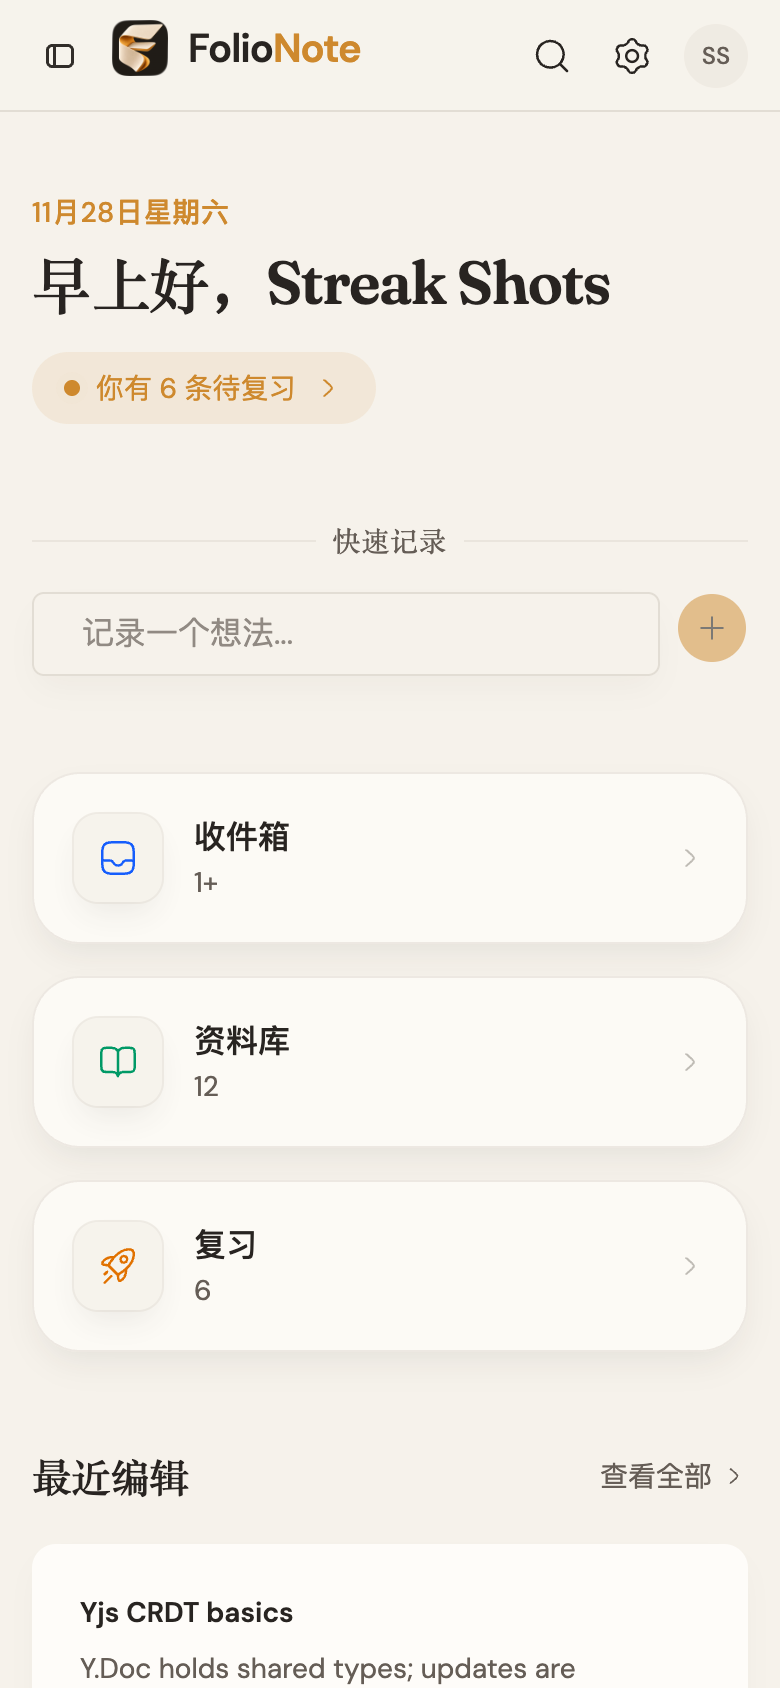 FolioNote
SS
11月28日星期六
早上好，Streak Shots
你有 6 条待复习
快速记录
记录一个想法...
收件箱
1+
资料库
12
复习
6
最近编辑
查看全部
Yjs CRDT basics
Y.Doc holds shared types; updates are